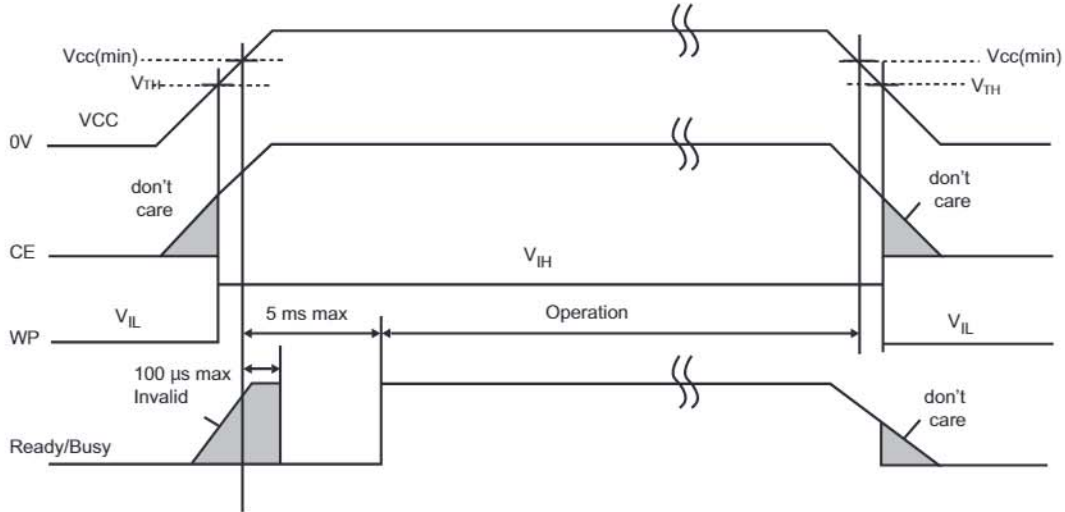 Vcc(min)
Vcc(min)
VTH
VTH
VCC
0V
don't
care
don't
care
CE
VIH
5 ms max
Operation
VIL
VIL
WP
100 µs max
Invalid
don't
care
Ready/Busy